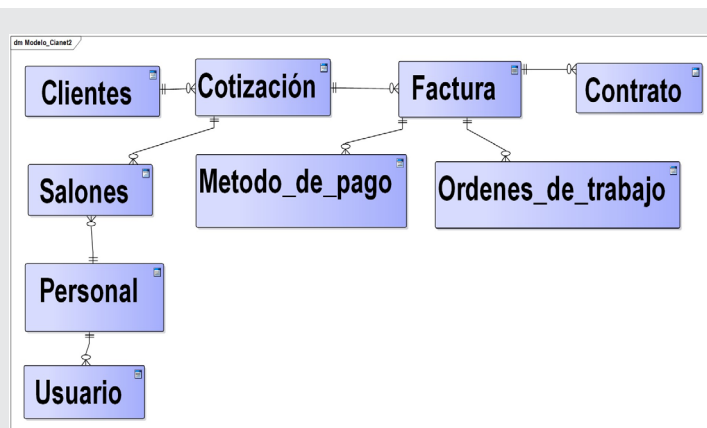 dm Modelo_Cianet2
Clientes
Cotización
Factura
Contrato
Salones
Metodo_de_pago
Ordenes_de_trabajo
Personal
Usuario